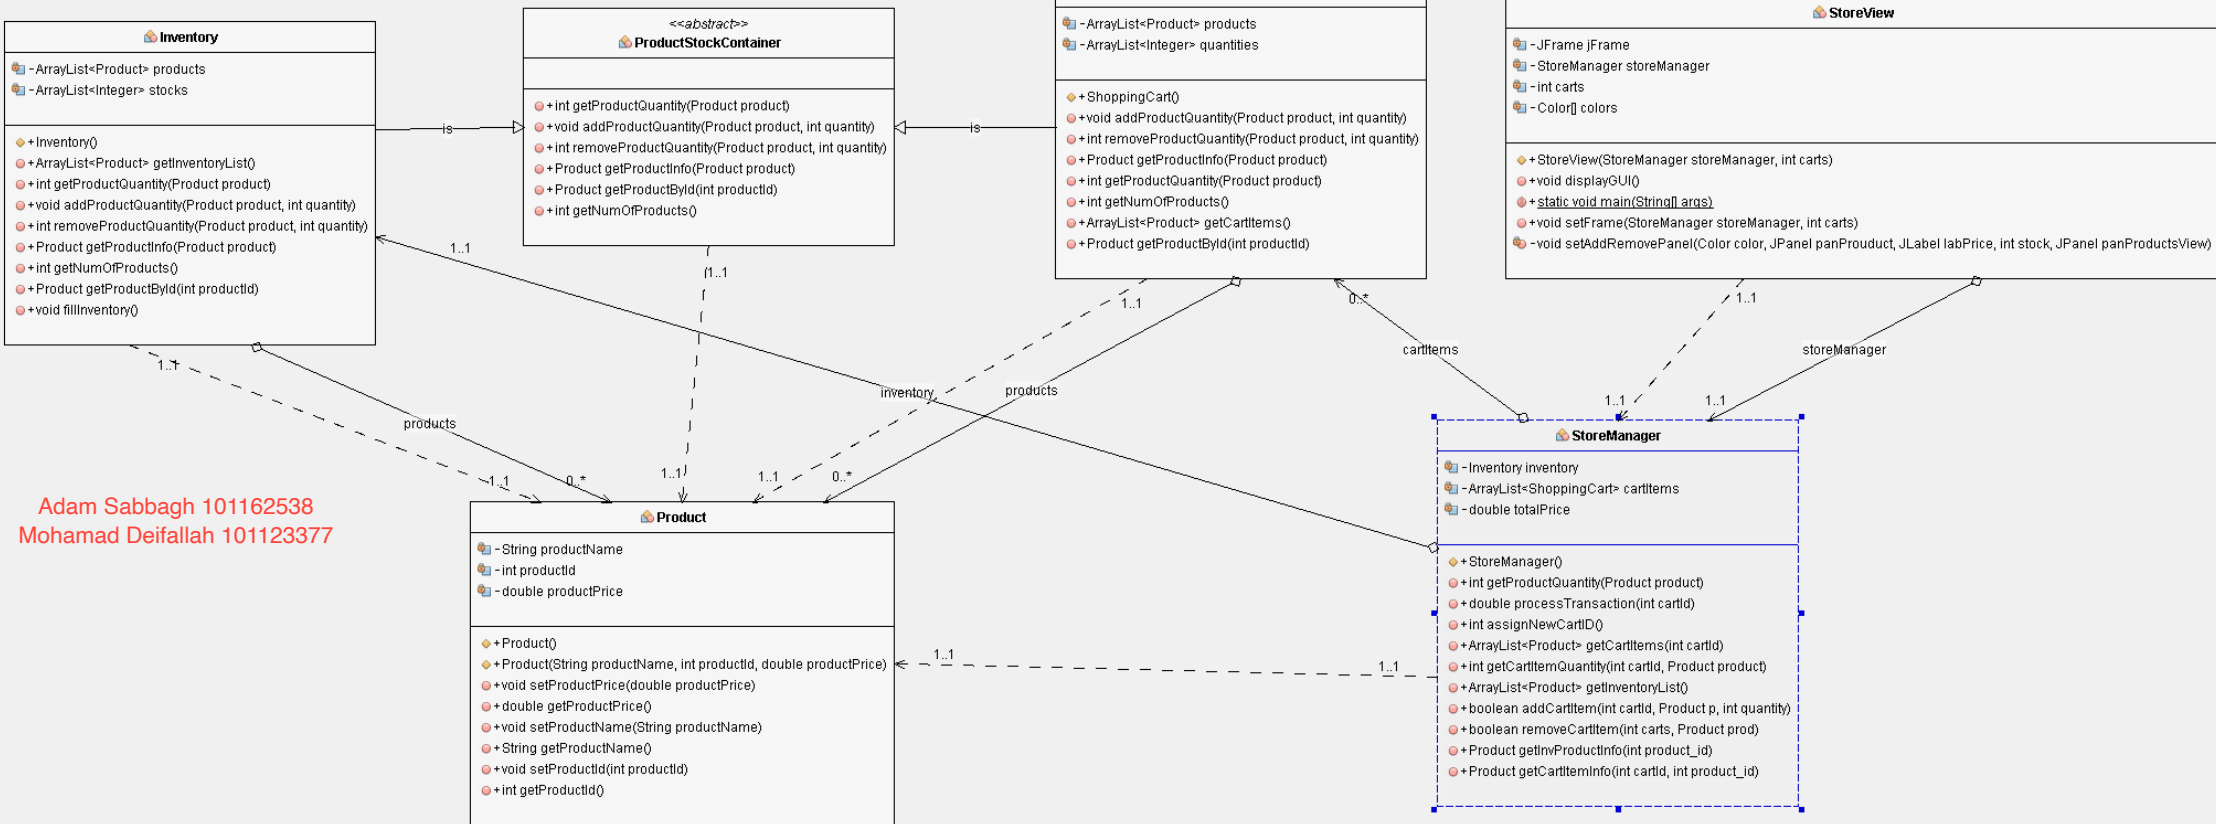 Inventory
-ArrayList<Product> products
-ArrayList<Integer> stocks
+Inventory()
+ArrayList<Product> getInventoryList()
+int getProductQuantity(Product product)
+void addProductQuantity(Product product, int quantity)
+int removeProductQuantity(Product product, int quantity)
+Product getProductInfo(Product product)
+int getNumOfProducts()
+Product getProductById(int productId)
+void fillInventory()
is
<<abstract>>
ProductStockContainer
+int getProductQuantity(Product product)
+void addProductQuantity(Product product, int quantity)
+int removeProductQuantity(Product product, int quantity)
+Product getProductInfo(Product product)
+Product getProductById(int productId)
+int getNumOfProducts()
is
-ArrayList<Product> products
-ArrayList<Integer> quantities
+ShoppingCart()
+void addProductQuantity(Product product, int quantity)
+int removeProductQuantity(Product product, int quantity)
+Product getProductInfo(Product product)
+int getProductQuantity(Product product)
+int getNumOfProducts()
+ArrayList<Product> getCartItems()
+Product getProductById(int productId)
StoreView
-JFrame jFrame
-StoreManager storeManager
-int carts
-Color[] colors
+StoreView(StoreManager storeManager, int carts)
+void displayGUI()
+static void main(String[] args)
+void setFrame(StoreManager storeManager, int carts)
-void setAddRemovePanel(Color color, JPanel panProuduct, JLabel labPrice, int stock, JPanel panProductsView)
1..1
1..1
1..1
0..*
1..1
1..1
cartItems
storeManager
inventory
products
products
1..1
1..1
1..1
0..*
1..1
1..1
0..*
Adam Sabbagh 101162538
Mohamad Deifallah 101123377
Product
-String productName
-int productId
-double productPrice
+Product()
+Product(String productName, int productId, double productPrice)
+void setProductPrice(double productPrice)
+double getProductPrice()
+void setProductName(String productName)
+String getProductName()
+void setProductId(int productId)
+int getProductId()
1..1
1..1
StoreManager
-Inventory inventory
-ArrayList<ShoppingCart> cartItems
-double totalPrice
+StoreManager()
+int getProductQuantity(Product product)
+double processTransaction(int cartId)
+int assignNewCartID()
+ArrayList<Product> getCartItems(int cartId)
+int getCartItemQuantity(int cartId, Product product)
+ArrayList<Product> getInventoryList()
+boolean addCartItem(int cartId, Product p, int quantity)
+boolean removeCartItem(int carts, Product prod)
+Product getInvProductInfo(int product_id)
+Product getCartItemInfo(int cartId, int product_id)